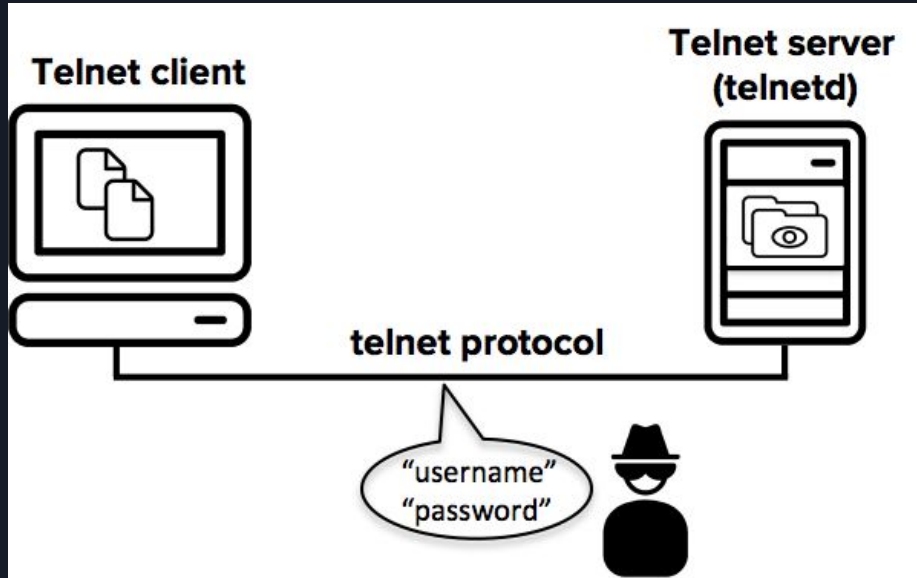 Telnet client
Telnet server
(telnetd)
telnet protocol
“username”
“password”